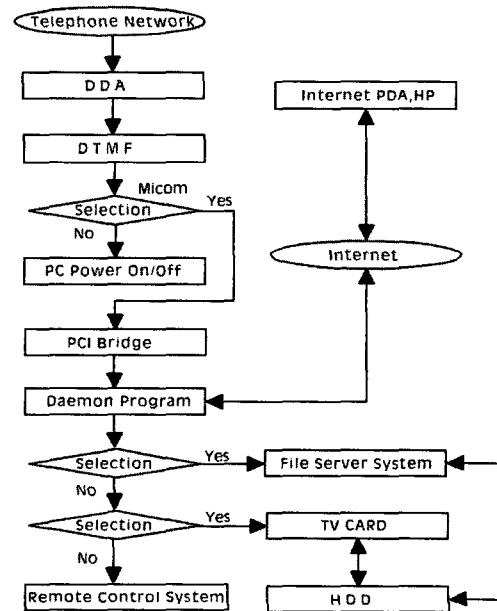 Telephone Network
DDA
Internet PDA,HP
DTMF
Micom
Yes
Selection
No
PC Power On/Off
Internet
PCI Bridge
Daemon Program
Selection
Yes
File Server System
No
Selection
Yes
TV CARD
No
Remote Control System
HDD